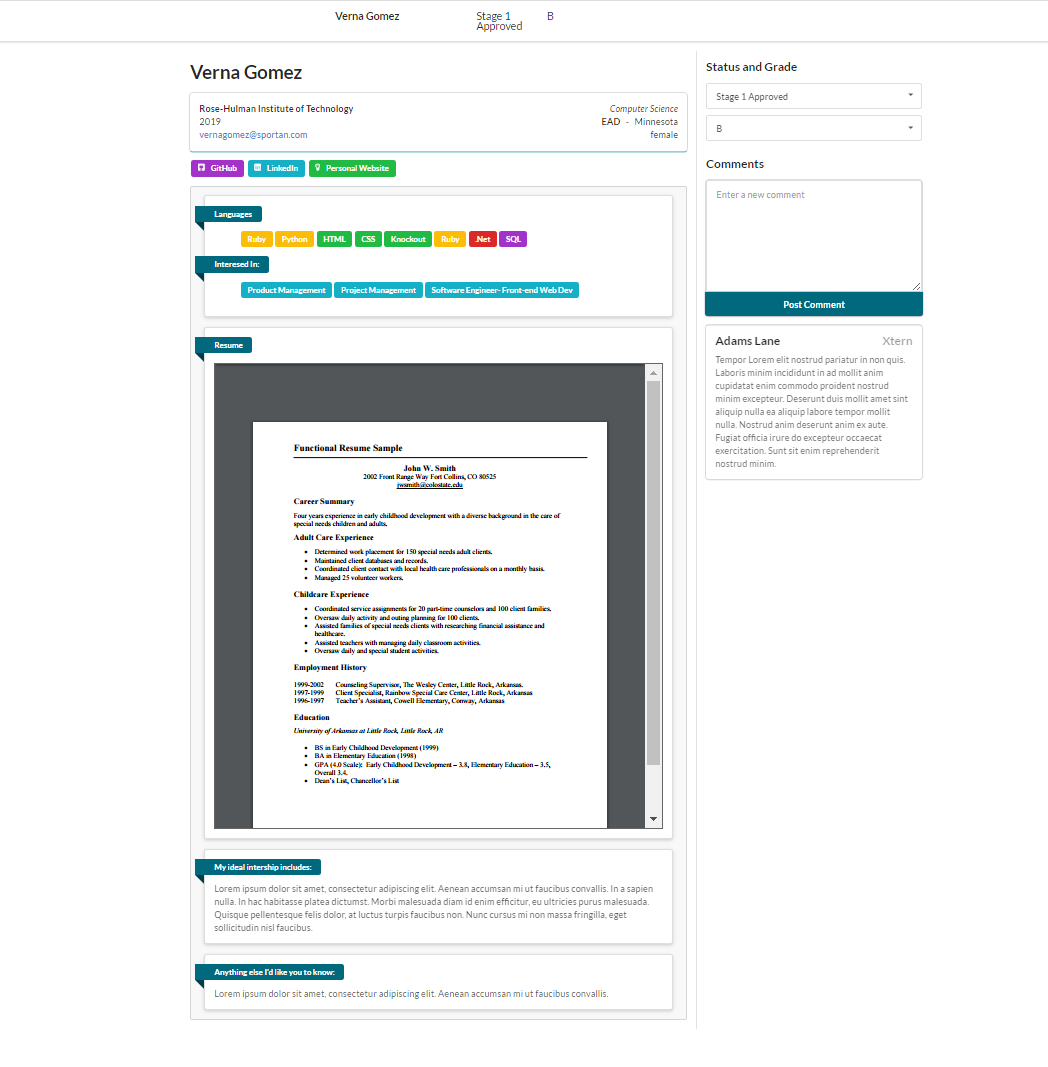 Verna Gomez
Stage 1 Approved
B
Verna Gomez
Rose-Hulman Institute of Technology
2019
vernagomez@sportan.com
Computer Science
EAD - Minnesota
female
GitHub
LinkedIn
Personal Website
Languages
Ruby Python HTML CSS Knockout Ruby .Net SQL
Interesed In:
Product Management Project Management Software Engineer- Front-end Web Dev
Resume
Functional Resume Sample
John W. Smith
2002 Front Range Way Fort Collins, CO 80525
jwsmith@colostate.edu
Career Summary
Four years experience in early childhood development with a diverse background in the care of
special needs children and adults.
Adult Care Experience
• Determined work placement for 150 special needs adult clients.
• Maintained client databases and records.
• Coordinated client contact with local health care professionals on a monthly basis.
• Managed 25 volunteer workers.
Childcare Experience
• Coordinated service assignments for 20 part-time counselors and 100 client families.
• Oversaw daily activity and outing planning for 100 clients.
• Assisted families of special needs clients with researching financial assistance and
healthcare.
• Assisted teachers with managing daily classroom activities.
• Oversaw daily and special student activities.
Employment History
1999-2002 Counseling Supervisor, The Wesley Center, Little Rock, Arkansas.
1997-1999 Client Specialist, Rainbow Special Care Center, Little Rock, Arkansas
1996-1997 Teacher's Assistant, Cowell Elementary, Conway, Arkansas
Education
University of Arkansas at Little Rock, Little Rock, AR
• BS in Early Childhood Development (1999)
• BA in Elementary Education (1998)
• GPA (4.0 Scale): Early Childhood Development – 3.8, Elementary Education – 3.5,
Overall 3.4.
• Dean's List, Chancellor's List
My ideal intership includes:
Lorem ipsum dolor sit amet, consectetur adipiscing elit. Aenean accumsan mi ut faucibus convallis. In a sapien
nulla. In hac habitasse platea dictumst. Morbi malesuada diam id enim efficitur, eu ultricies purus malesuada.
Quisque pellentesque felis dolor, at luctus turpis faucibus non. Nunc cursus mi non massa fringilla, eget
sollicitudin nisl faucibus.
Anything else I'd like you to know:
Lorem ipsum dolor sit amet, consectetur adipiscing elit. Aenean accumsan mi ut faucibus convallis.
Status and Grade
Stage 1 Approved
B
Comments
Enter a new comment
Post Comment
Adams Lane Xtern
Tempor Lorem elit nostrud pariatur in non quis.
Laboris minim incididunt in ad mollit anim
cupidatat enim commodo proident nostrud
minim excepteur. Deserunt duis mollit amet sint
aliquip nulla ea aliquip labore tempor mollit
nulla. Nostrud anim deserunt anim ex aute.
Fugiat officia irure do excepteur occaecat
exercitation. Sunt sit enim reprehenderit
nostrud minim.